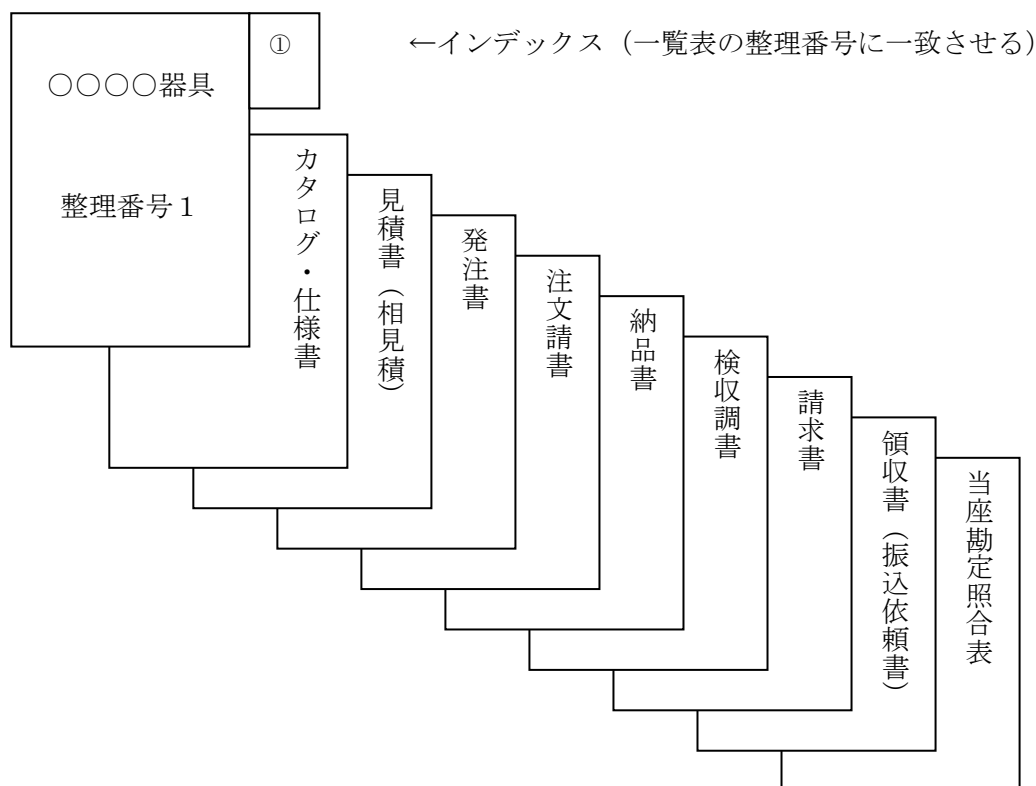 ①
←インデックス（一覧表の整理番号に一致させる）
○○○○器具
整理番号１
カタログ・仕様書
見積書（相見積）
発注書
注文請書
納品書
検収調書
請求書
領収書（振込依頼書）
当座勘定照合表